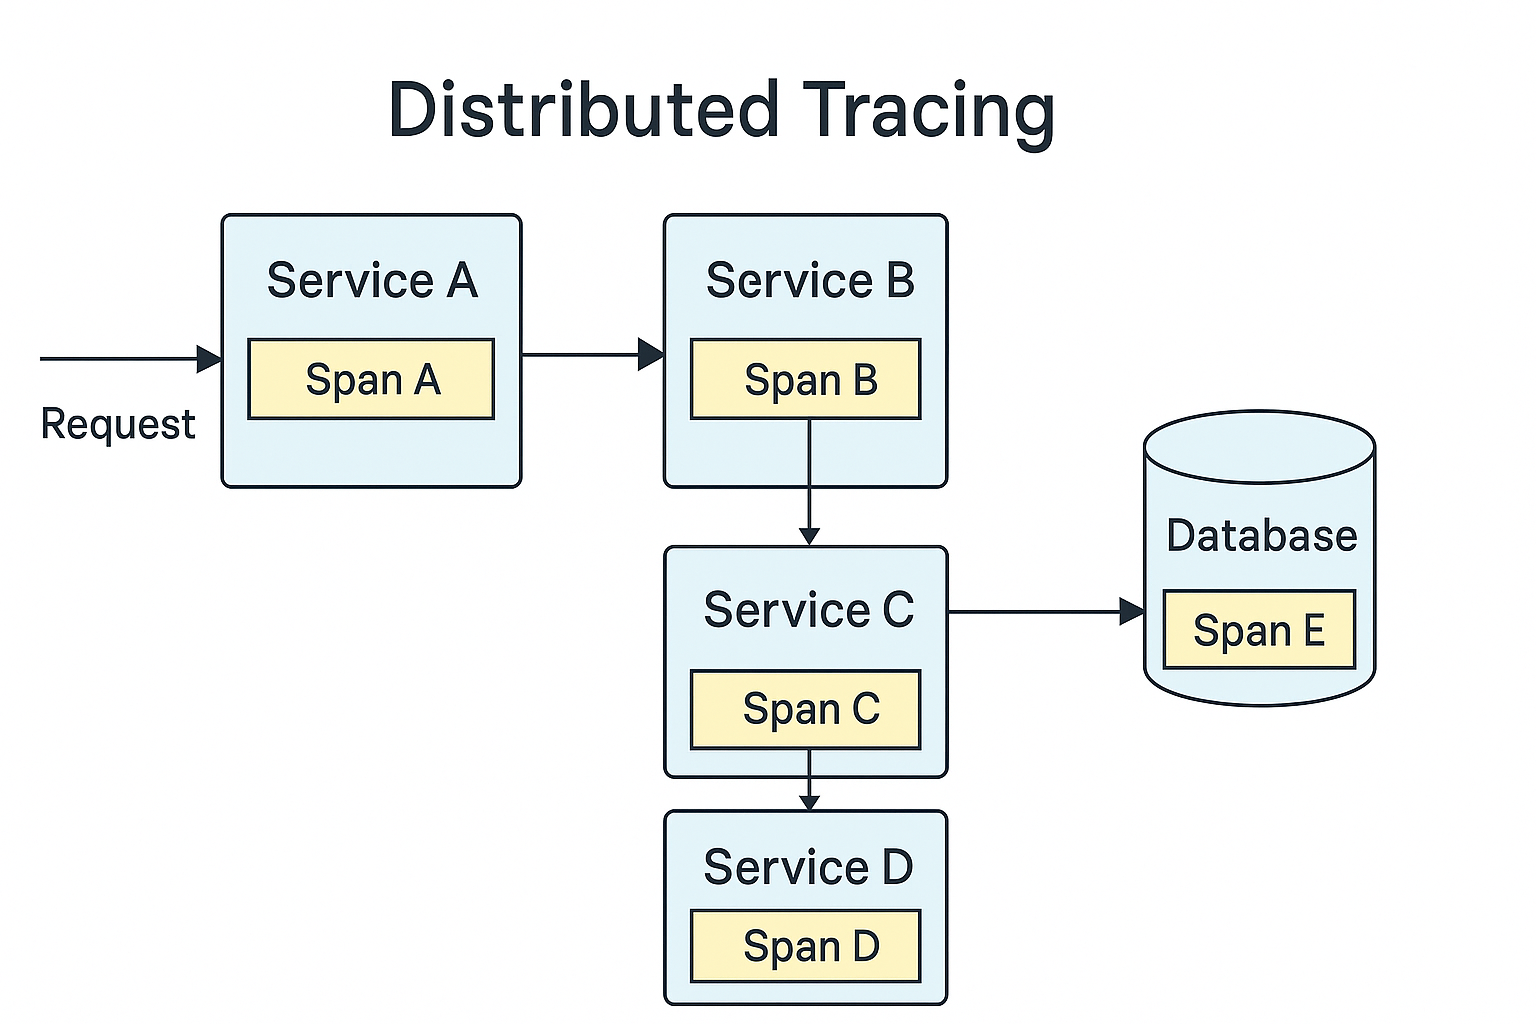 Distributed Tracing
Service A
Span A
Request
Service B
Span B
Service C
Span C
Database
Span E
Service D
Span D